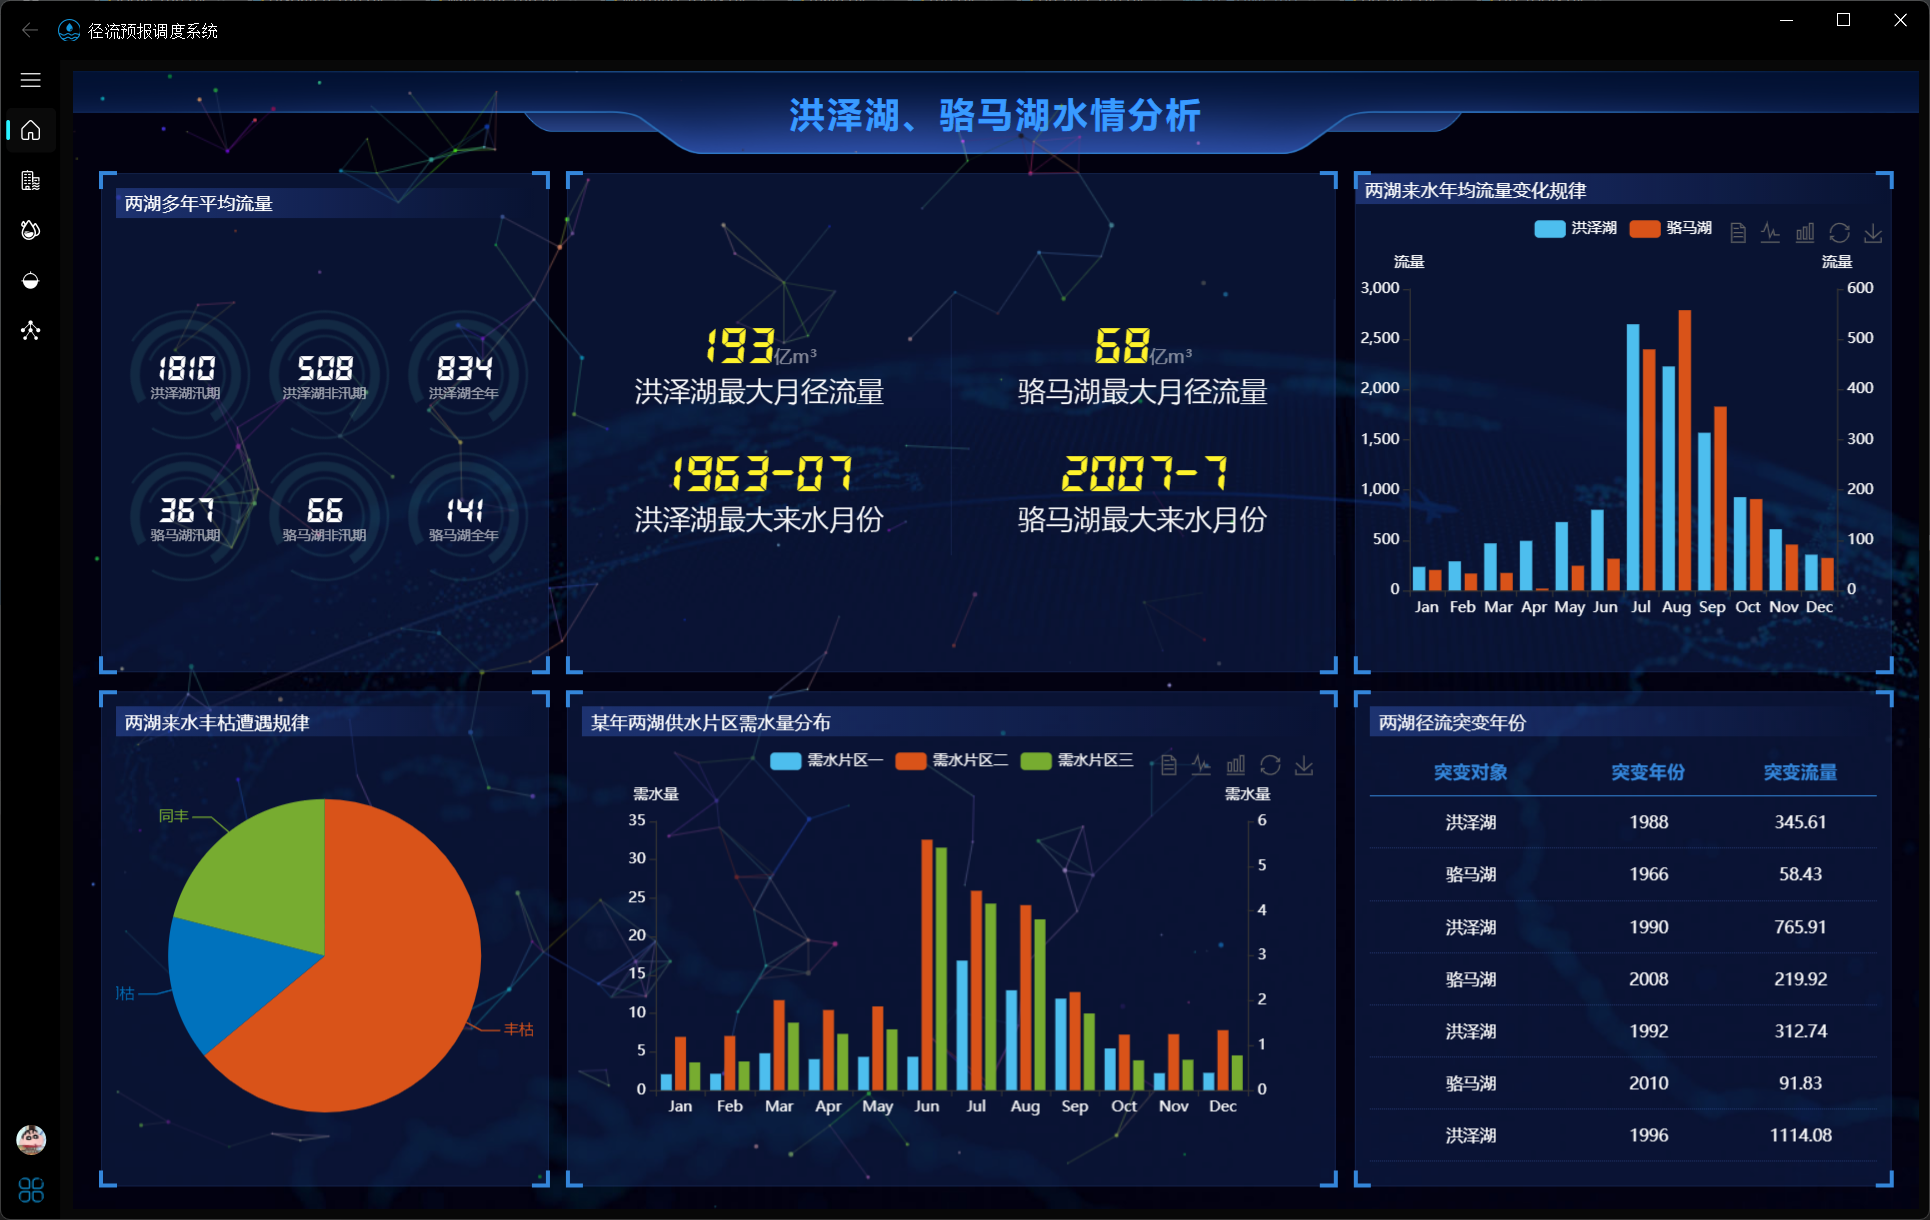 径流预报调度系统
洪泽湖、骆马湖水情分析
两湖多年平均流量
1810
洪泽湖汛期
508
洪泽湖非汛期
834
洪泽湖全年
367
骆马湖汛期
66
骆马湖非汛期
141
骆马湖全年
193亿m³
洪泽湖最大月径流量
68亿m³
骆马湖最大月径流量
1963-07
洪泽湖最大来水月份
2007-7
骆马湖最大来水月份
两湖来水年均流量变化规律
洪泽湖 骆马湖
流量 流量
3,000 600
2,500 500
2,000 400
1,500 300
1,000 200
500 100
0 0
Jan Feb Mar Apr May Jun Jul Aug Sep Oct Nov Dec
两湖来水丰枯遭遇规律
同丰
枯
丰枯
某年两湖供水片区需水量分布
需水片区一 需水片区二 需水片区三
需水量 需水量
35 6
30
5
25
4
20
3
15
2
10
1
5
0 0
Jan Feb Mar Apr May Jun Jul Aug Sep Oct Nov Dec
两湖径流突变年份
突变对象 突变年份 突变流量
洪泽湖 1988 345.61
骆马湖 1966 58.43
洪泽湖 1990 765.91
骆马湖 2008 219.92
洪泽湖 1992 312.74
骆马湖 2010 91.83
洪泽湖 1996 1114.08